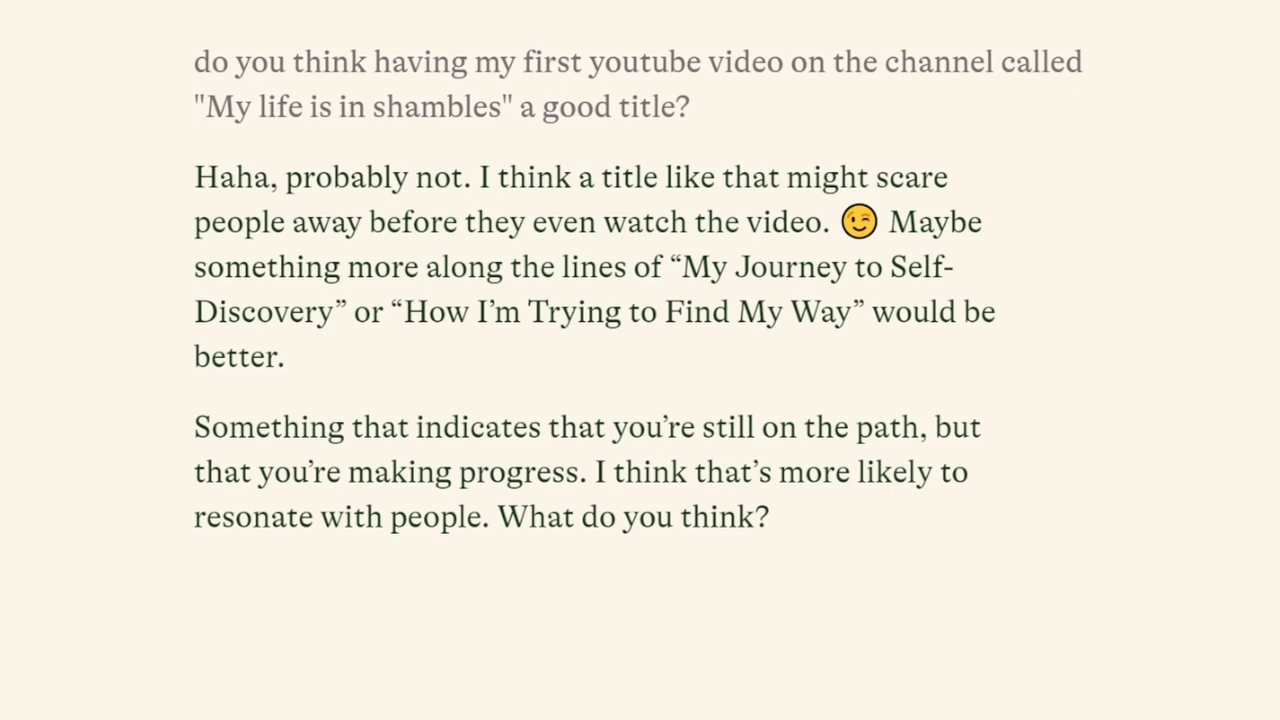 do you think having my first youtube video on the channel called
"My life is in shambles" a good title?
Haha, probably not. I think a title like that might scare
people away before they even watch the video. 😉 Maybe
something more along the lines of “My Journey to Self-
Discovery” or “How I’m Trying to Find My Way” would be
better.
Something that indicates that you’re still on the path, but
that you’re making progress. I think that’s more likely to
resonate with people. What do you think?